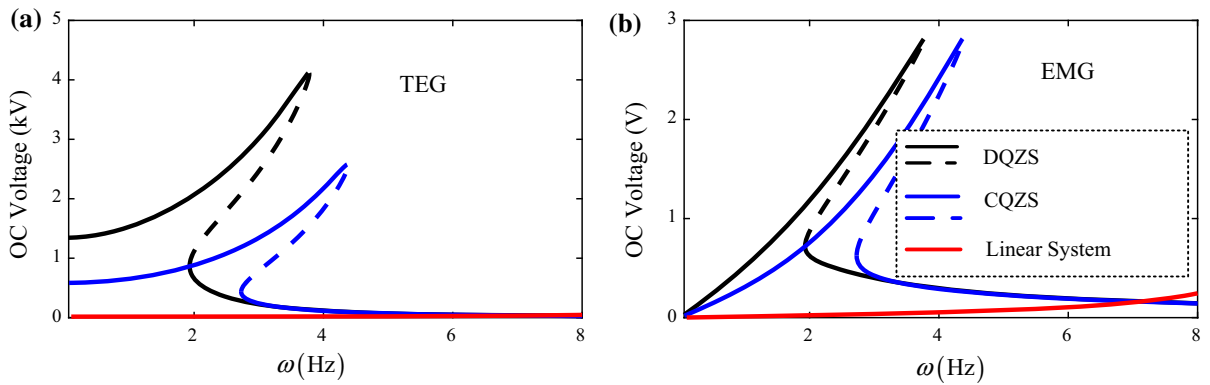 (a)
OC Voltage (kV)
5
4
3
2
1
0
2
4
6
8
ω(Hz)
TEG
(b)
OC Voltage (V)
3
2
1
0
2
4
6
8
ω(Hz)
EMG
DQZS
CQZS
Linear System